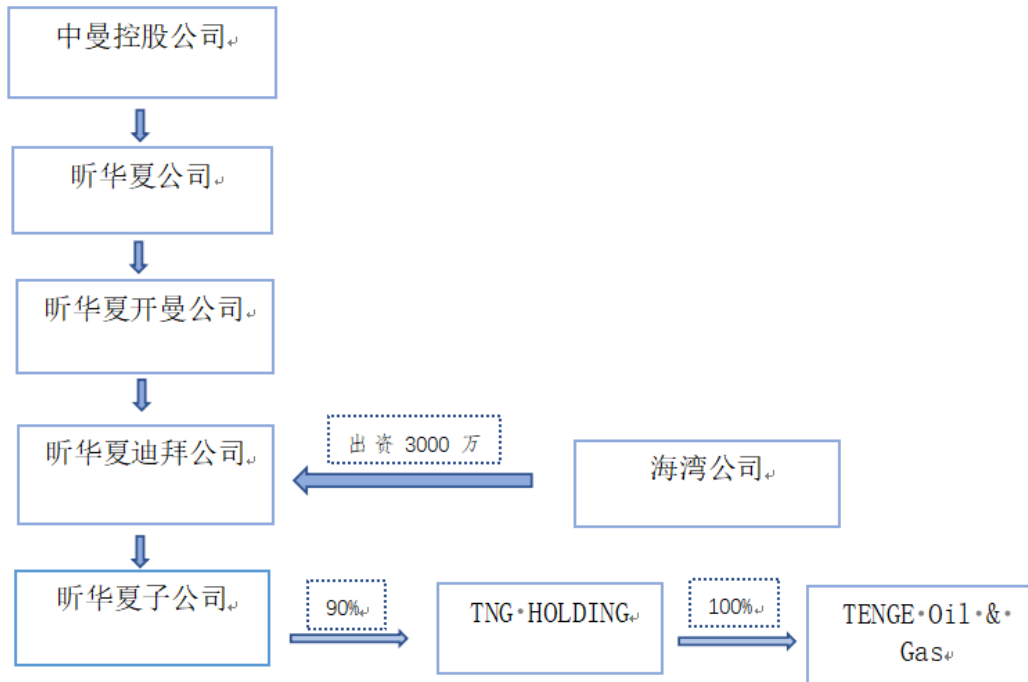 中曼控股公司
昕华夏公司
昕华夏开曼公司
昕华夏迪拜公司
出资 3000 万
海湾公司
昕华夏子公司
90%
TNG HOLDING
100%
TENGE Oil &
Gas